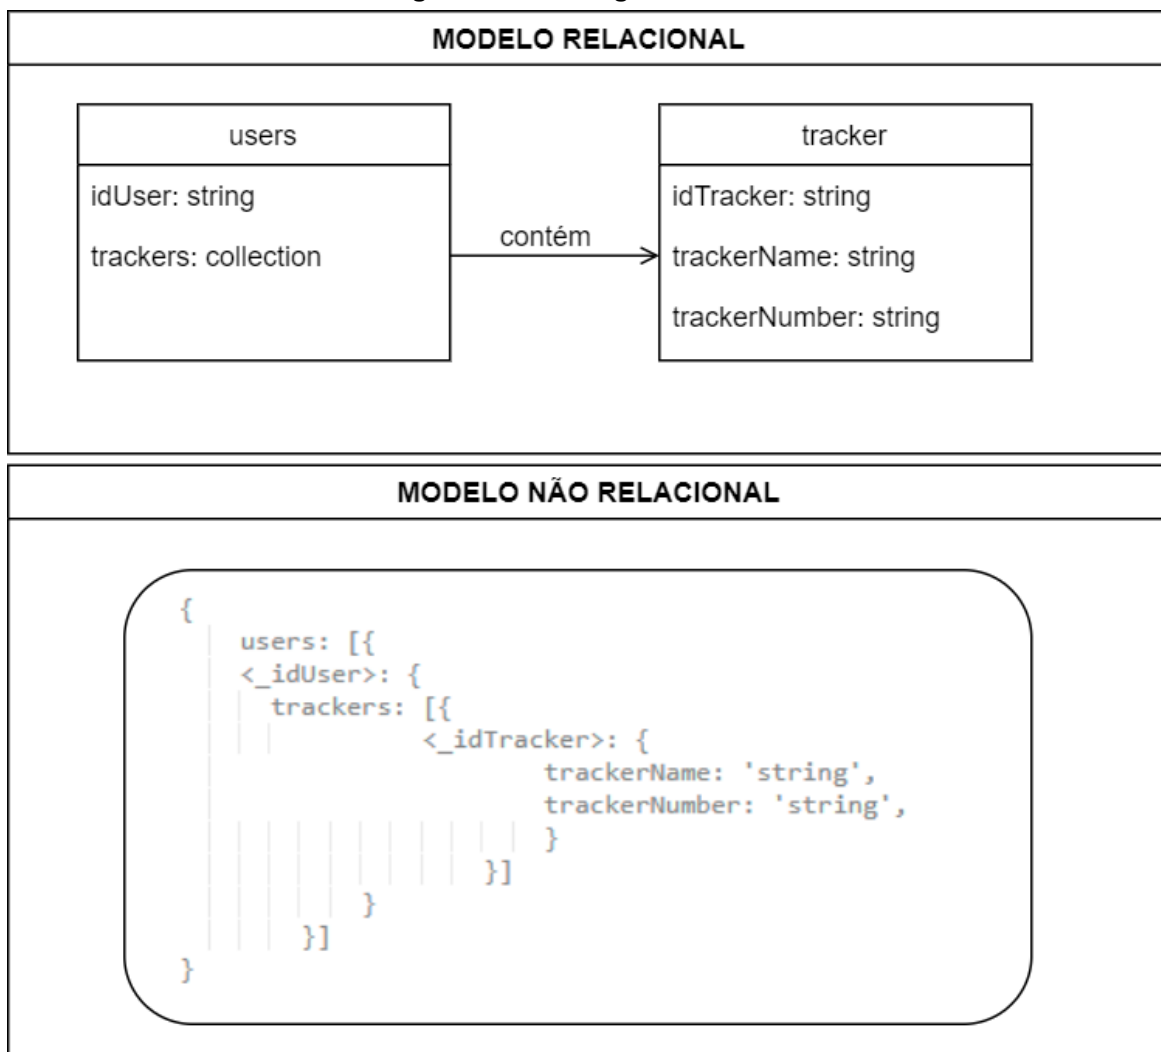 MODELO RELACIONAL
users
idUser: string
trackers: collection
contém
tracker
idTracker: string
trackerName: string
trackerNumber: string
MODELO NÃO RELACIONAL
{
users: [{
<_idUser>: {
trackers: [{
<_idTracker>: {
trackerName: 'string',
trackerNumber: 'string',
}
}]
}
}]
}